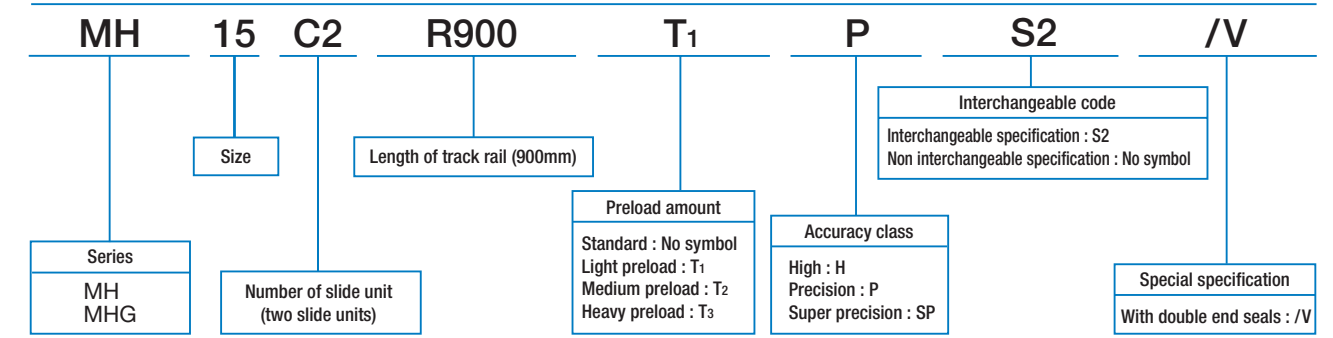 MH 15 C2 R900 T1 P S2 /V
Interchangeable code
Interchangeable specification : S2
Non interchangeable specification : No symbol
Size
Length of track rail (900mm)
Preload amount
Standard : No symbol
Light preload : T1
Medium preload : T2
Heavy preload : T3
Accuracy class
High : H
Precision : P
Super precision : SP
Series
MH
MHG
Number of slide unit
(two slide units)
Special specification
With double end seals : /V